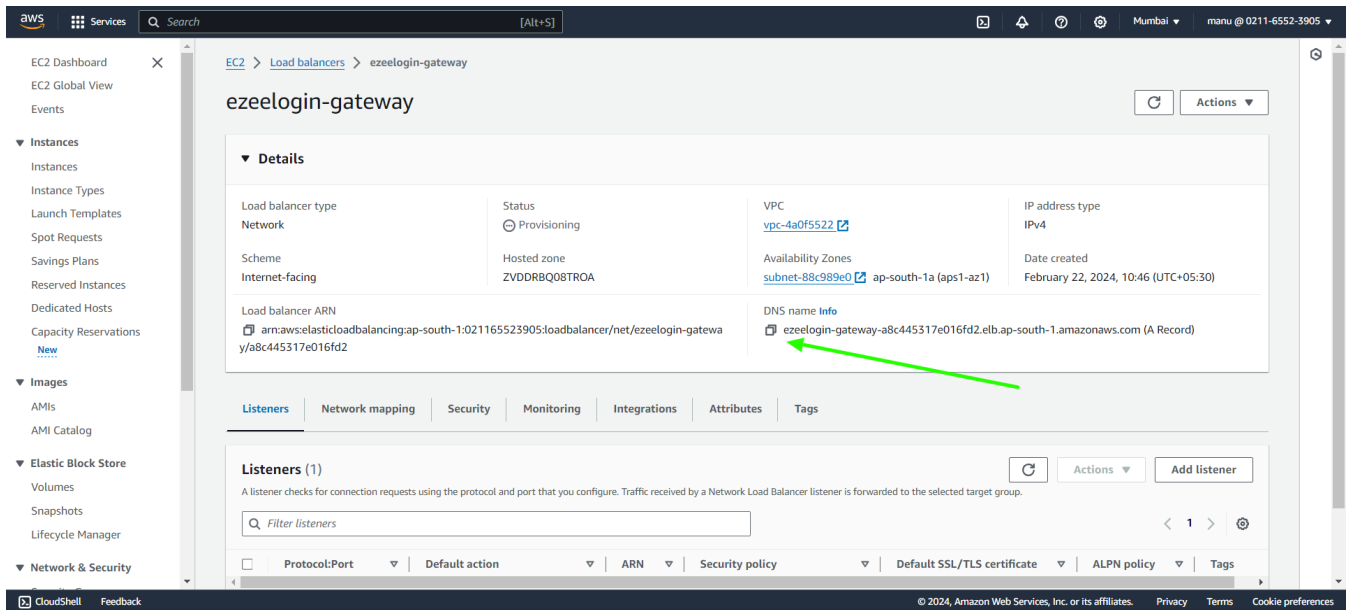 aws
Services
Search
[Alt+S]
Mumbai
manu @ 0211-6552-3905
EC2 Dashboard
EC2 Global View
Events
Instances
Instances
Instance Types
Launch Templates
Spot Requests
Savings Plans
Reserved Instances
Dedicated Hosts
Capacity Reservations
New
Images
AMIs
AMI Catalog
Elastic Block Store
Volumes
Snapshots
Lifecycle Manager
Network & Security
EC2 > Load balancers > ezeelogin-gateway
ezeelogin-gateway
Actions
Details
Load balancer type
Network
Status
Provisioning
VPC
vpc-4a0f5522
IP address type
IPv4
Scheme
Internet-facing
Hosted zone
ZVDDRBQ08TROA
Availability Zones
subnet-88c989e0 ap-south-1a (aps1-az1)
Date created
February 22, 2024, 10:46 (UTC+05:30)
Load balancer ARN
arn:aws:elasticloadbalancing:ap-south-1:021165523905:loadbalancer/net/ezeelogin-gatewa
y/a8c445317e016fd2
DNS name Info
ezeelogin-gateway-a8c445317e016fd2.elb.ap-south-1.amazonaws.com (A Record)
Listeners
Network mapping
Security
Monitoring
Integrations
Attributes
Tags
Listeners (1)
Actions
Add listener
A listener checks for connection requests using the protocol and port that you configure. Traffic received by a Network Load Balancer listener is forwarded to the selected target group.
Filter listeners
1
Protocol:Port
Default action
ARN
Security policy
Default SSL/TLS certificate
ALPN policy
Tags
CloudShell
Feedback
© 2024, Amazon Web Services, Inc. or its affiliates.
Privacy
Terms
Cookie preferences